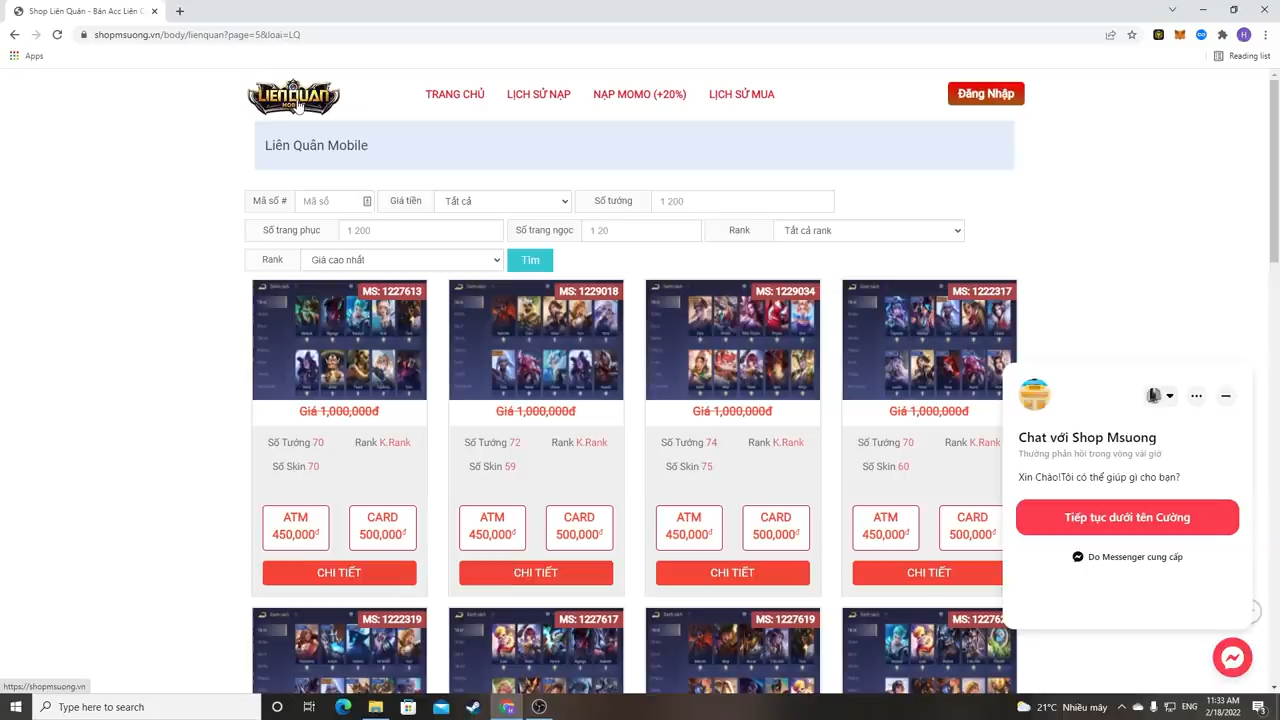 Shop Liên Quân - Bán Acc Liên C
shopmsuong.vn/body/lienquan?page=5&loai=LQ
Apps
Reading list
LIEN QUAN
TRANG CHỦ
LỊCH SỬ NẠP
NẠP MOMO (+20%)
LỊCH SỬ MUA
Đăng Nhập
Liên Quân Mobile
Mã số # Mã số Giá tiền Tất cả Số tướng 1 200
Số trang phục 1 200 Số trang ngọc 1 20 Rank Tất cả rank
Rank Giá cao nhất Tìm
MS: 1227613 MS: 1229018 MS: 1229034 MS: 1222317
Giá 1,000,000đ Giá 1,000,000đ Giá 1,000,000đ Giá 1,000,000đ
Số Tướng 70 Rank K.Rank Số Tướng 72 Rank K.Rank Số Tướng 74 Rank K.Rank Số Tướng 70 Rank K.Rank
Số Skin 70 Số Skin 59 Số Skin 75 Số Skin 60
ATM CARD ATM CARD ATM CARD ATM CARD
450,000đ 500,000đ 450,000đ 500,000đ 450,000đ 500,000đ 450,000đ 500,000
CHI TIẾT CHI TIẾT CHI TIẾT CHI TIẾT
MS: 1222319 MS: 1227617 MS: 1227619
Chat với Shop Msuong
Thường phản hồi trong vòng vài giờ
Xin Chào!Tôi có thể giúp gì cho bạn?
Tiếp tục dưới tên Cường
Do Messenger cung cấp
https://shopmsuong.vn
Type here to search
21°C Nhiều mây
ENG
11:33 AM
2/18/2022